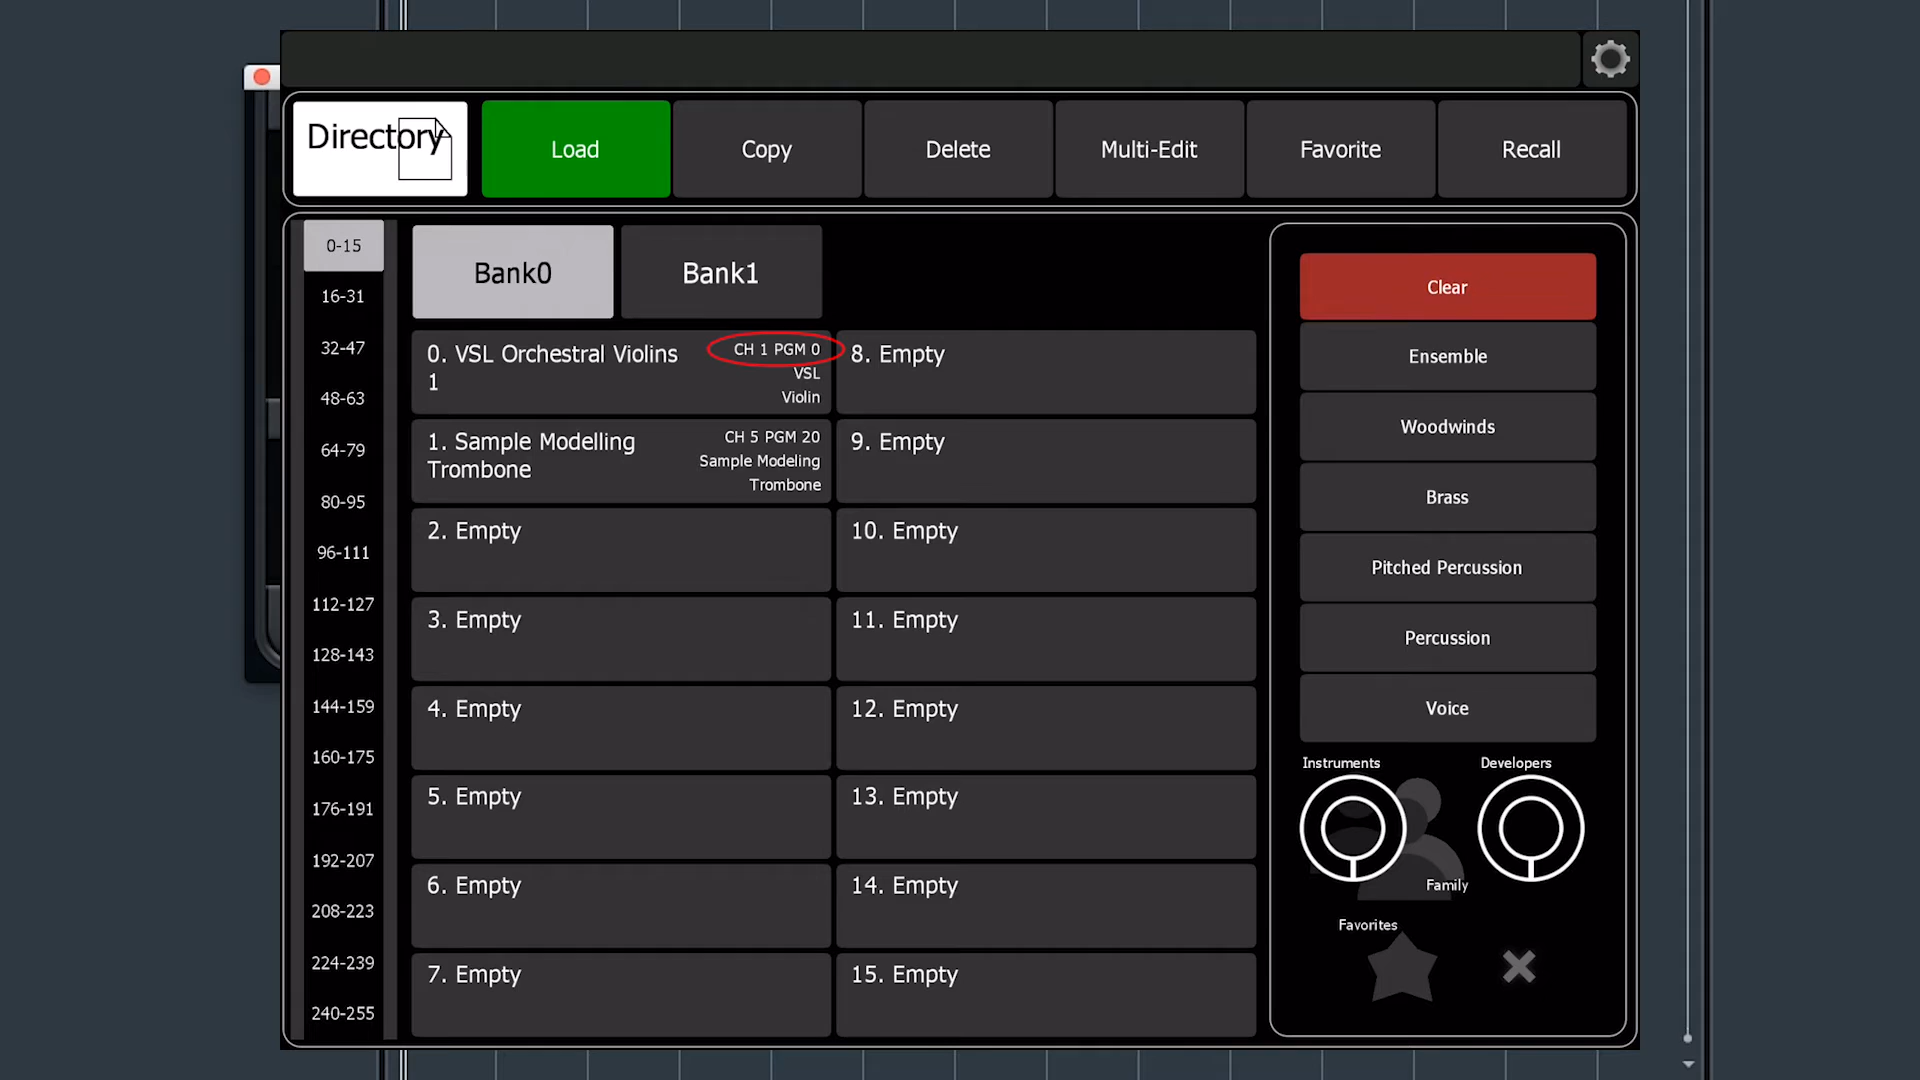 Directory
Load
Copy
Delete
Multi-Edit
Favorite
Recall
0-15
16-31
32-47
48-63
64-79
80-95
96-111
112-127
128-143
144-159
160-175
176-191
192-207
208-223
224-239
240-255
Bank0
Bank1
0. VSL Orchestral Violins
1
CH 1 PGM 0
VSL
Violin
1. Sample Modelling
Trombone
CH 5 PGM 20
Sample Modeling
Trombone
2. Empty
3. Empty
4. Empty
5. Empty
6. Empty
7. Empty
8. Empty
9. Empty
10. Empty
11. Empty
12. Empty
13. Empty
14. Empty
15. Empty
Clear
Ensemble
Woodwinds
Brass
Pitched Percussion
Percussion
Voice
Instruments
Developers
Family
Favorites